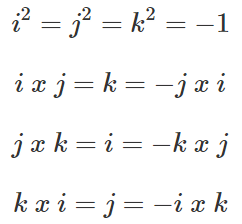 i² = j² = k² = −1
i x j = k = −j x i
j x k = i = −k x j
k x i = j = −i x k